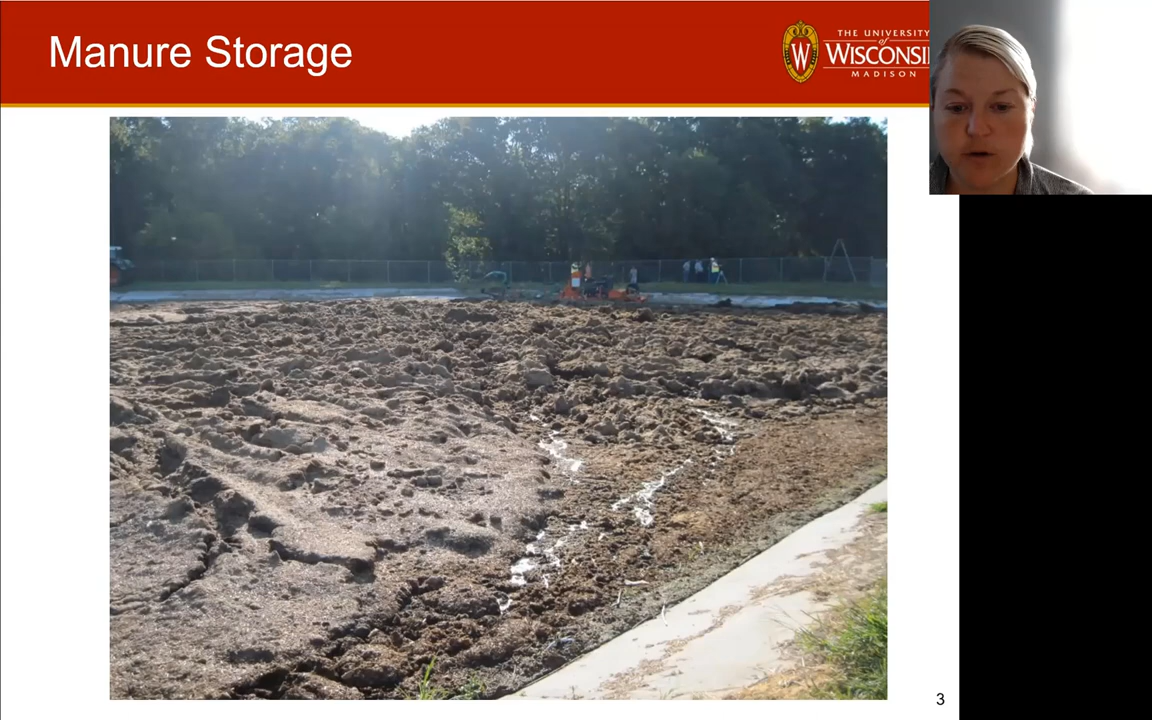 Manure Storage
THE UNIVERSITY
of
WISCONSI
MADISON
W
3